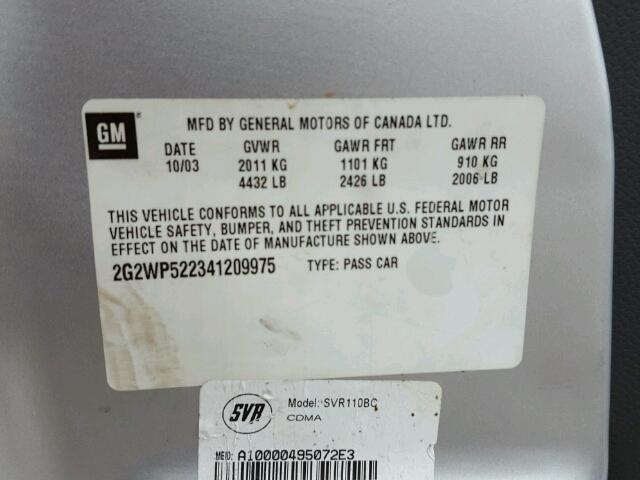 GM
MFD BY GENERAL MOTORS OF CANADA LTD.
DATE GVWR GAWR FRT GAWR RR
10/03 2011 KG 1101 KG 910 KG
4432 LB 2426 LB 2006 LB
THIS VEHICLE CONFORMS TO ALL APPLICABLE U.S. FEDERAL MOTOR
VEHICLE SAFETY, BUMPER, AND THEFT PREVENTION STANDARDS IN
EFFECT ON THE DATE OF MANUFACTURE SHOWN ABOVE.
2G2WP522341209975 TYPE: PASS CAR
SVR Model: SVR110BC
CDMA
MEID: A10000495072E3